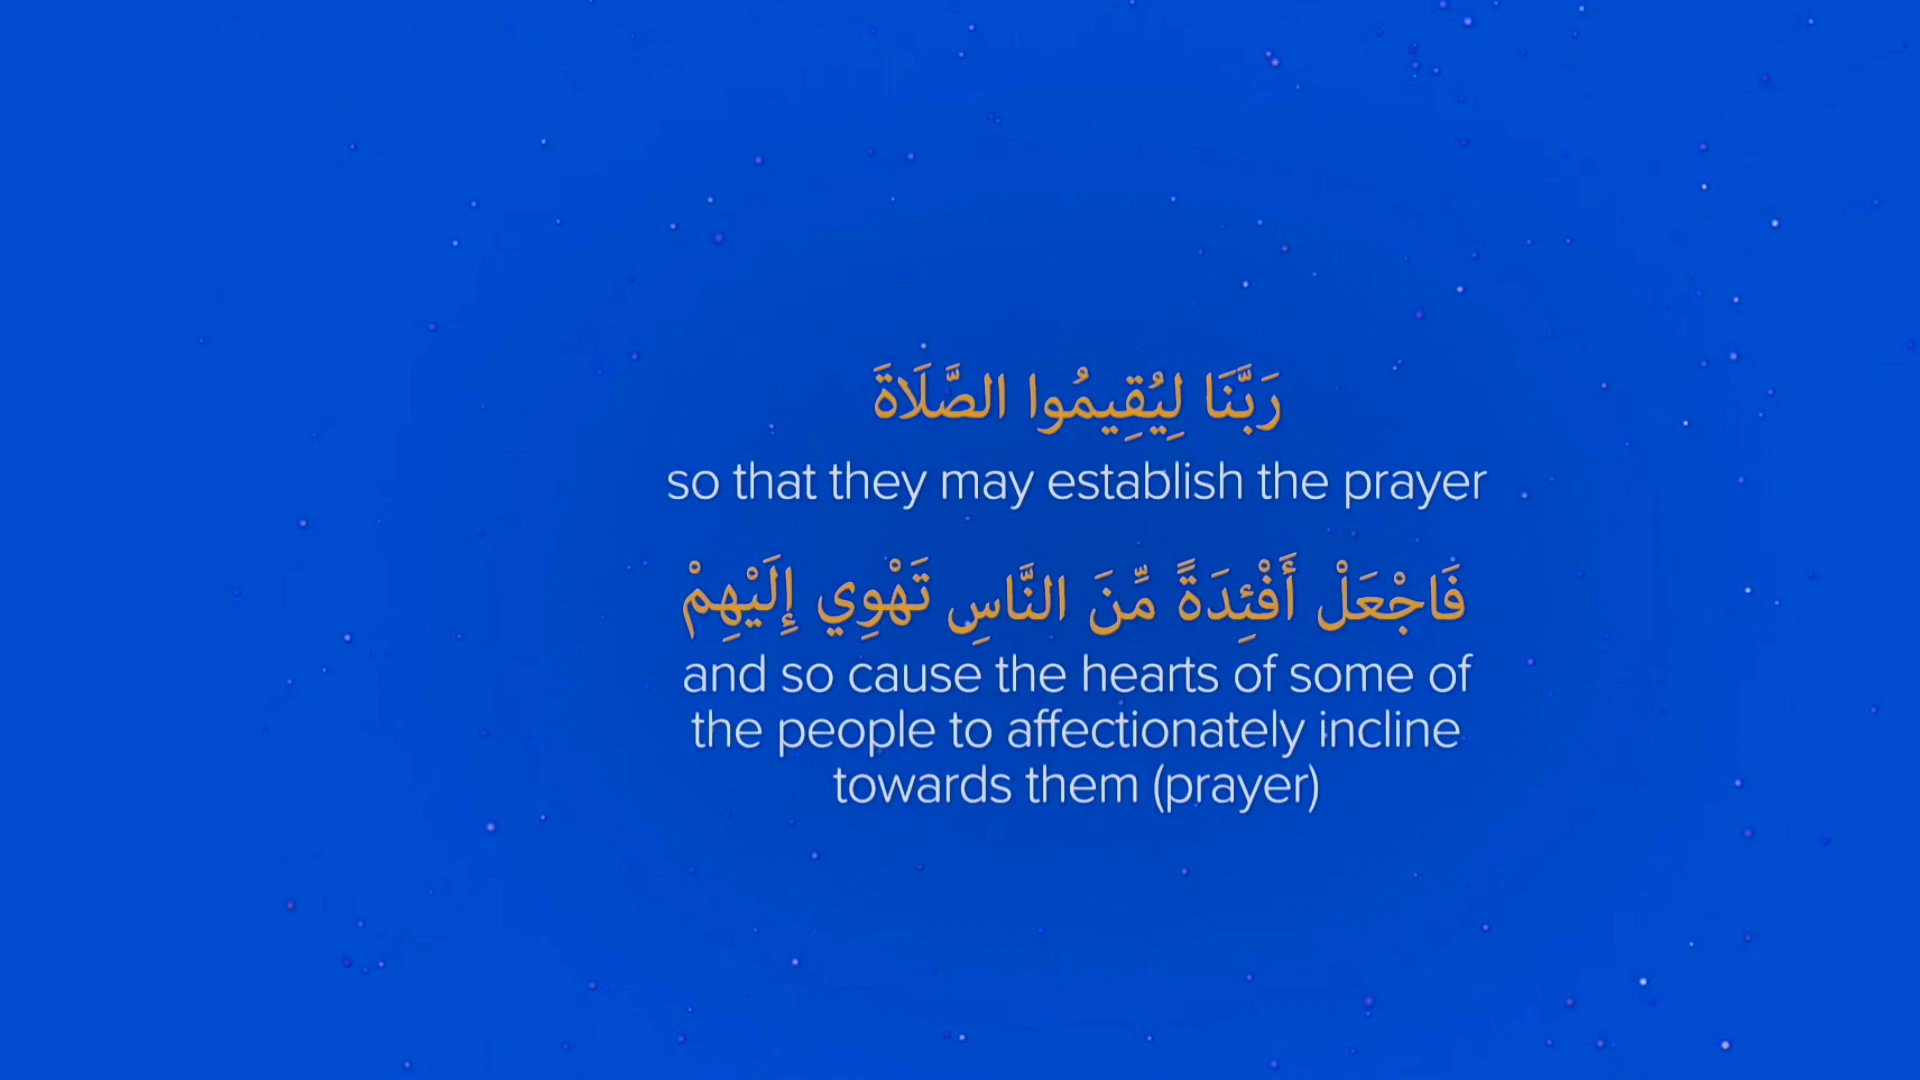 رَبَّنَا لِيُقِيمُوا الصَّلَاةَ
so that they may establish the prayer
فَاجْعَلْ أَفْئِدَةً مِّنَ النَّاسِ تَهْوِي إِلَيْهِمْ
and so cause the hearts of some of
the people to affectionately incline
towards them (prayer)